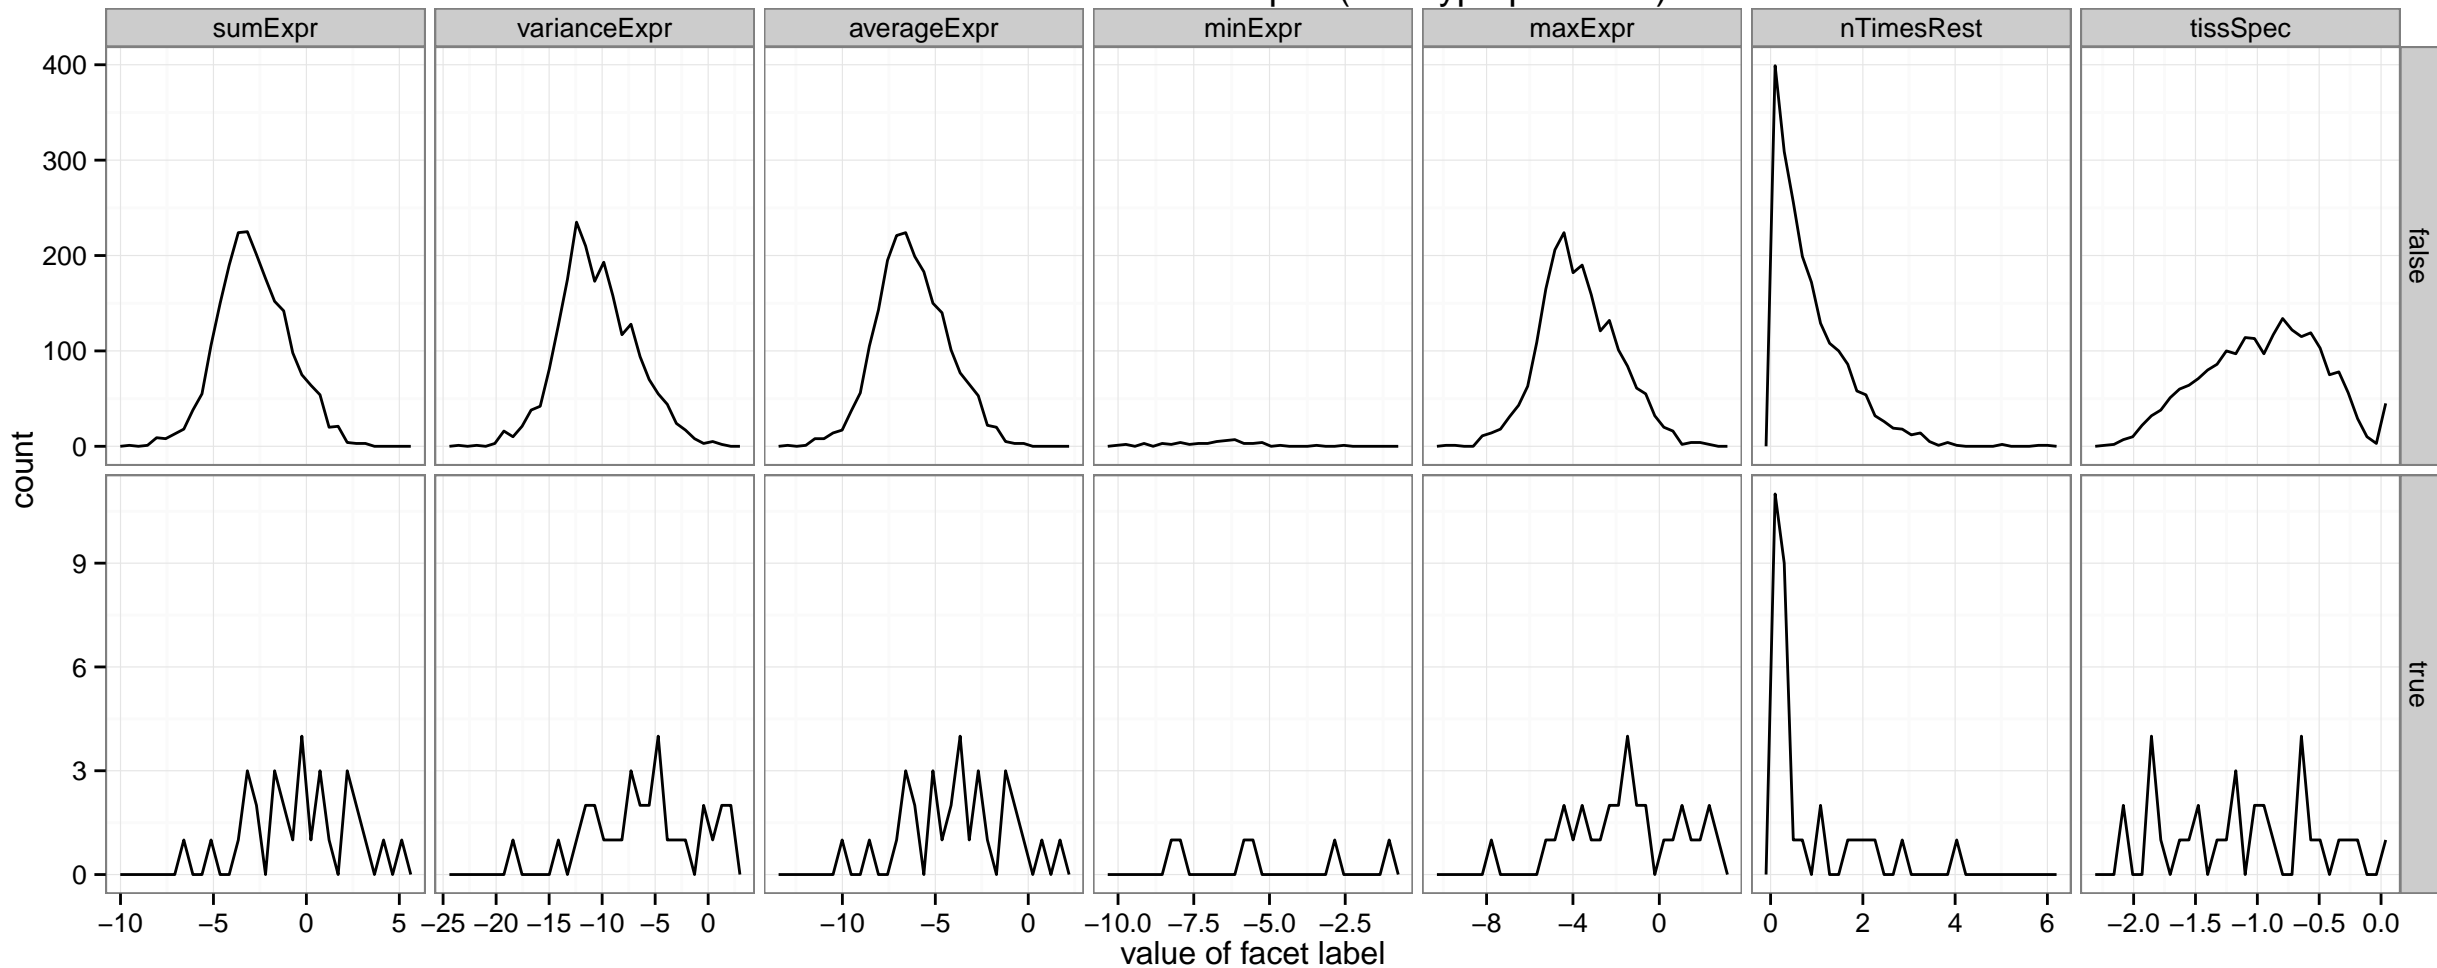 sumExpr varianceExpr averageExpr minExpr maxExpr nTimesRest tissSpec
400
300
200
100
0
false
count
9
6
3
0
true
−10 −5 0 5 −25 −20 −15 −10 −5 0 −10 −5 0 −10.0 −7.5 −5.0 −2.5 −8 −4 0 0 2 4 6 −2.0 −1.5 −1.0 −0.5 0.0
value of facet label